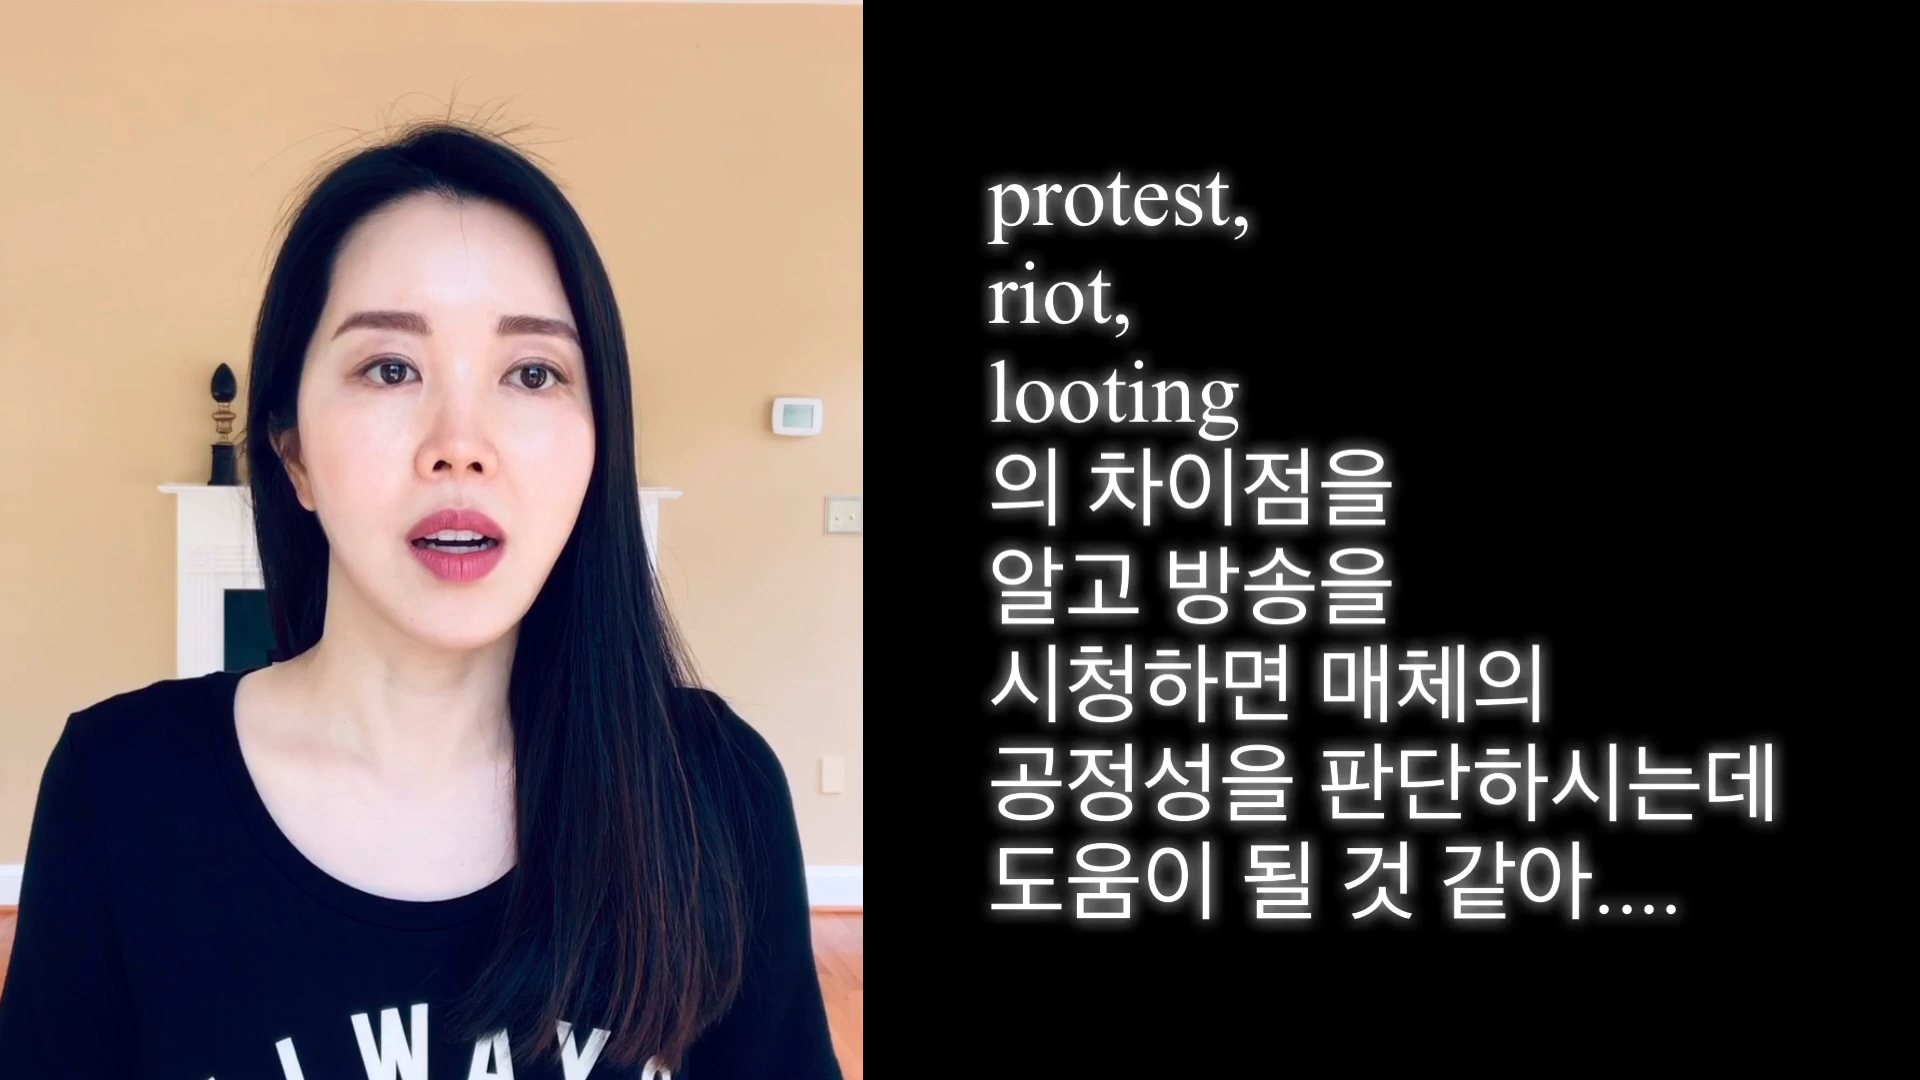 protest,
riot,
looting
의 차이점을
알고 방송을
시청하면 매체의
공정성을 판단하시는데
도움이 될 것 같아....